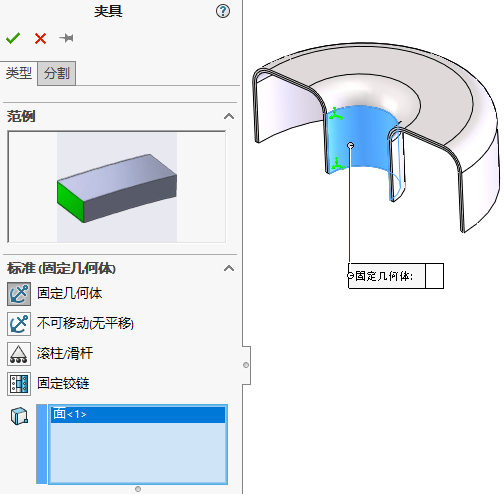 夹具
类型
分割
范例
标准 (固定几何体)
固定几何体
不可移动(无平移)
滚柱/滑杆
固定铰链
面<1>
固定几何体: